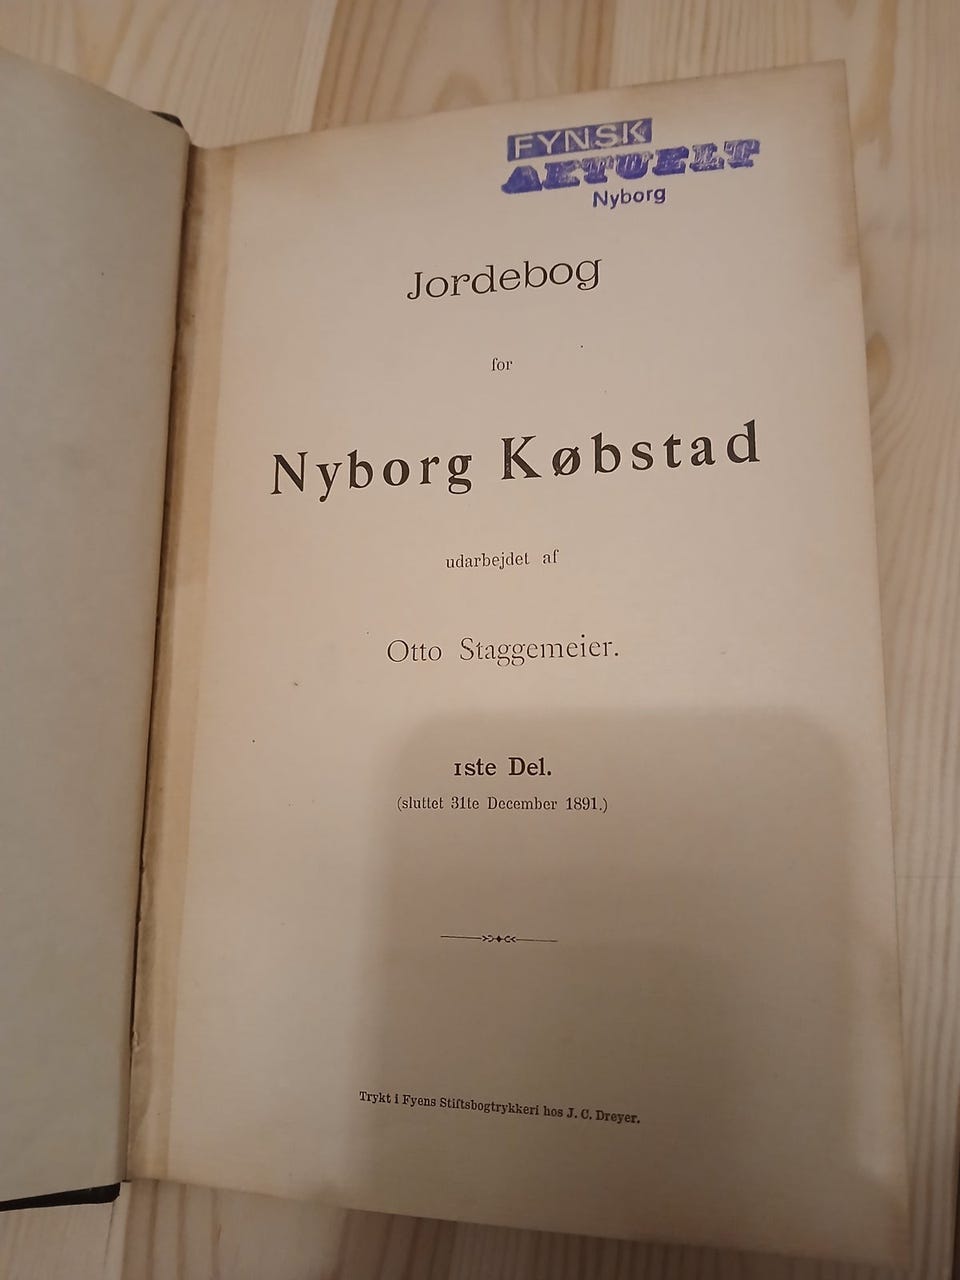 FYNSK
AKTUELT
Nyborg
Jordebog
for
Nyborg Købstad
udarbejdet af
Otto Staggemeier.
1ste Del.
(sluttet 31te December 1891.)
Trykt i Fyens Stiftsbogtrykkeri hos J. C. Dreyer.